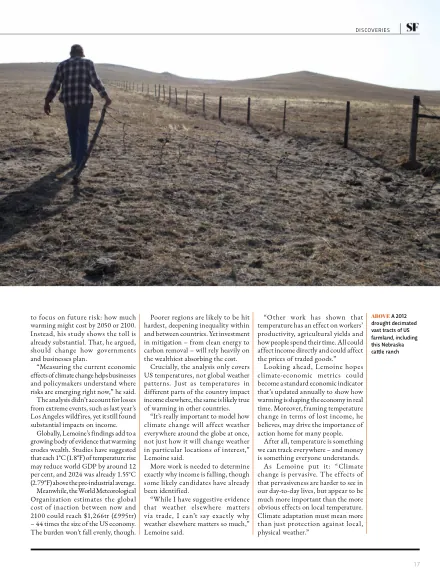 DISCOVERIES
SF
to focus on future risk: how much
warming might cost by 2050 or 2100.
Instead, his study shows the toll is
already substantial. That, he argued,
should change how governments
and businesses plan.
“Measuring the current economic
effects of climate change helps businesses
and policymakers understand where
risks are emerging right now,” he said.
The analysis didn't account for losses
from extreme events, such as last year's
Los Angeles wildfires, yet it still found
substantial impacts on income.
Globally, Lemoine's findings add to a
growing body of evidence that warming
erodes wealth. Studies have suggested
that each 1°C (1.8°F) of temperature rise
may reduce world GDP by around 12
per cent, and 2024 was already 1.55°C
(2.79°F) above the pre-industrial average.
Meanwhile, the World Meteorological
Organization estimates the global
cost of inaction between now and
2100 could reach $1,266tr (£995tr)
– 44 times the size of the US economy.
The burden won't fall evenly, though.
Poorer regions are likely to be hit
hardest, deepening inequality within
and between countries. Yet investment
in mitigation – from clean energy to
carbon removal – will rely heavily on
the wealthiest absorbing the cost.
Crucially, the analysis only covers
US temperatures, not global weather
patterns. Just as temperatures in
different parts of the country impact
income elsewhere, the same is likely true
of warming in other countries.
“It's really important to model how
climate change will affect weather
everywhere around the globe at once,
not just how it will change weather
in particular locations of interest,”
Lemoine said.
More work is needed to determine
exactly why income is falling, though
some likely candidates have already
been identified.
“While I have suggestive evidence
that weather elsewhere matters
via trade, I can't say exactly why
weather elsewhere matters so much,”
Lemoine said.
“Other work has shown that
temperature has an effect on workers'
productivity, agricultural yields and
how people spend their time. All could
affect income directly and could affect
the prices of traded goods.”
Looking ahead, Lemoine hopes
climate-economic metrics could
become a standard economic indicator
that's updated annually to show how
warming is shaping the economy in real
time. Moreover, framing temperature
change in terms of lost income, he
believes, may drive the importance of
action home for many people.
After all, temperature is something
we can track everywhere – and money
is something everyone understands.
As Lemoine put it: “Climate
change is pervasive. The effects of
that pervasiveness are harder to see in
our day-to-day lives, but appear to be
much more important than the more
obvious effects on local temperature.
Climate adaptation must mean more
than just protection against local,
physical weather.”
ABOVE A 2012
drought decimated
vast tracts of US
farmland, including
this Nebraska
cattle ranch
17